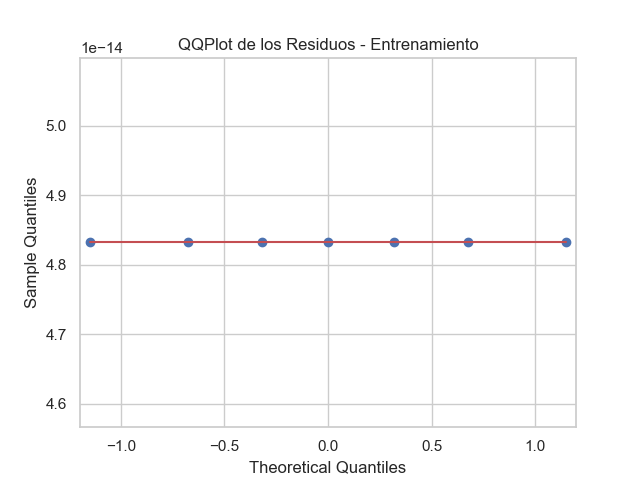 QQPlot de los Residuos - Entrenamiento
1e−14
5.0
4.9
4.8
4.7
4.6
Sample Quantiles
−1.0 −0.5 0.0 0.5 1.0
Theoretical Quantiles